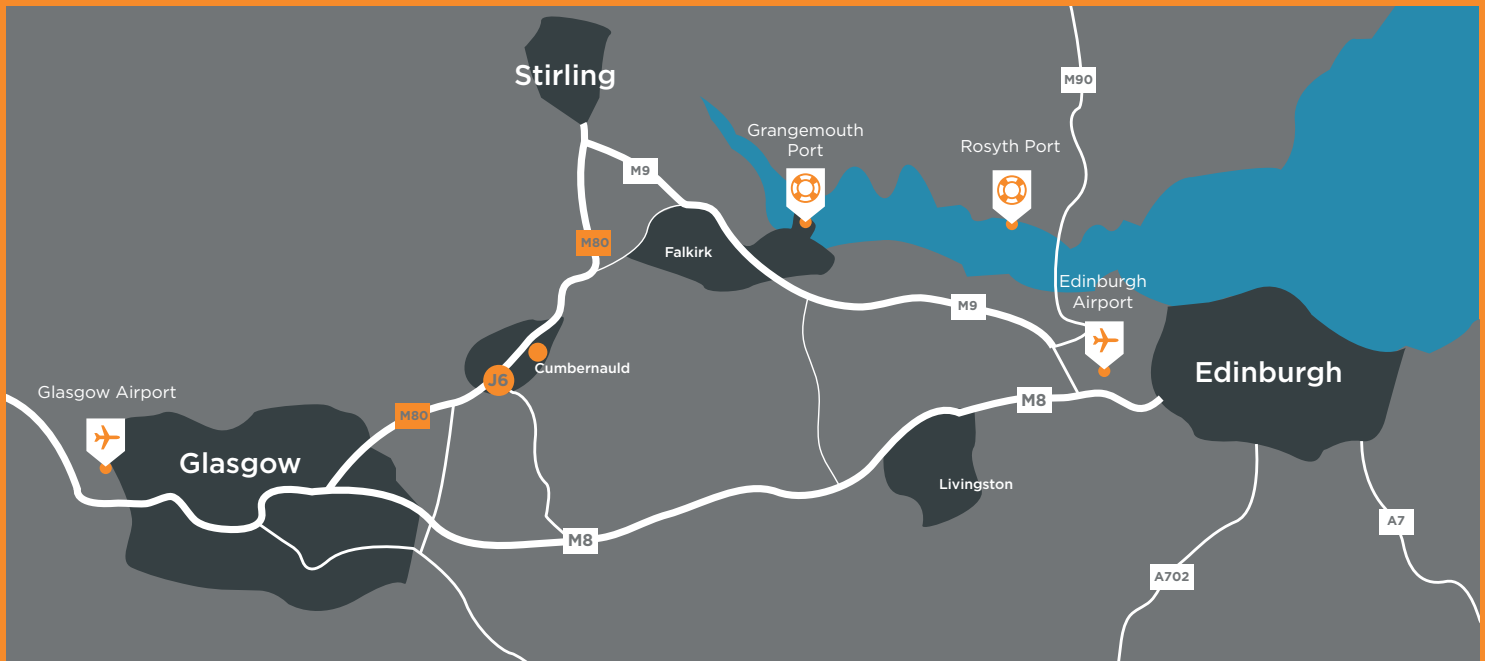 Stirling
M90
Grangemouth
Port
Rosyth Port
M9
M80
Falkirk
Edinburgh
Airport
M9
Cumbernauld
J6
Edinburgh
Glasgow Airport
M80
M8
Glasgow
Livingston
M8
A7
A702